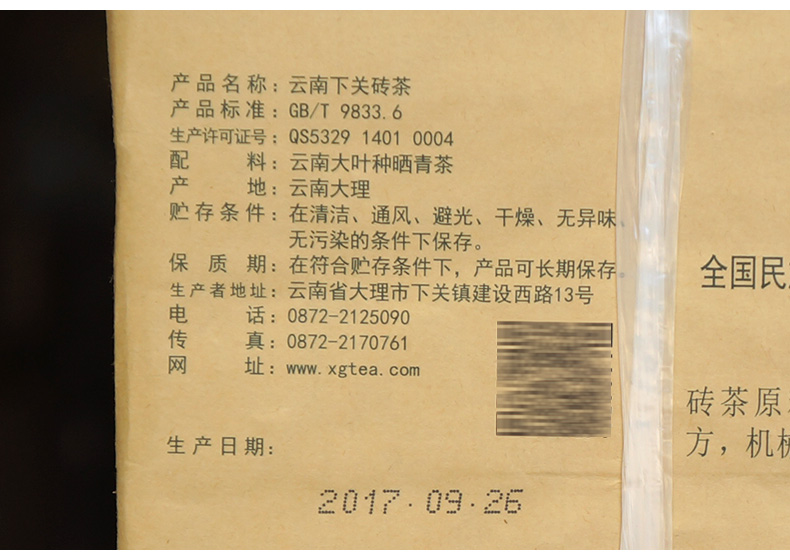 产品名称：云南下关砖茶
产品标准：GB/T 9833.6
生产许可证号：QS5329 1401 0004
配料：云南大叶种晒青茶
产地：云南大理
贮存条件：在清洁、通风、避光、干燥、无异味、
无污染的条件下保存。
保质期：在符合贮存条件下，产品可长期保存
生产者地址：云南省大理市下关镇建设西路13号
电话：0872-2125090
传真：0872-2170761
网址：www.xgtea.com
生产日期：
2017.09.26
全国民
砖茶原
方，机械